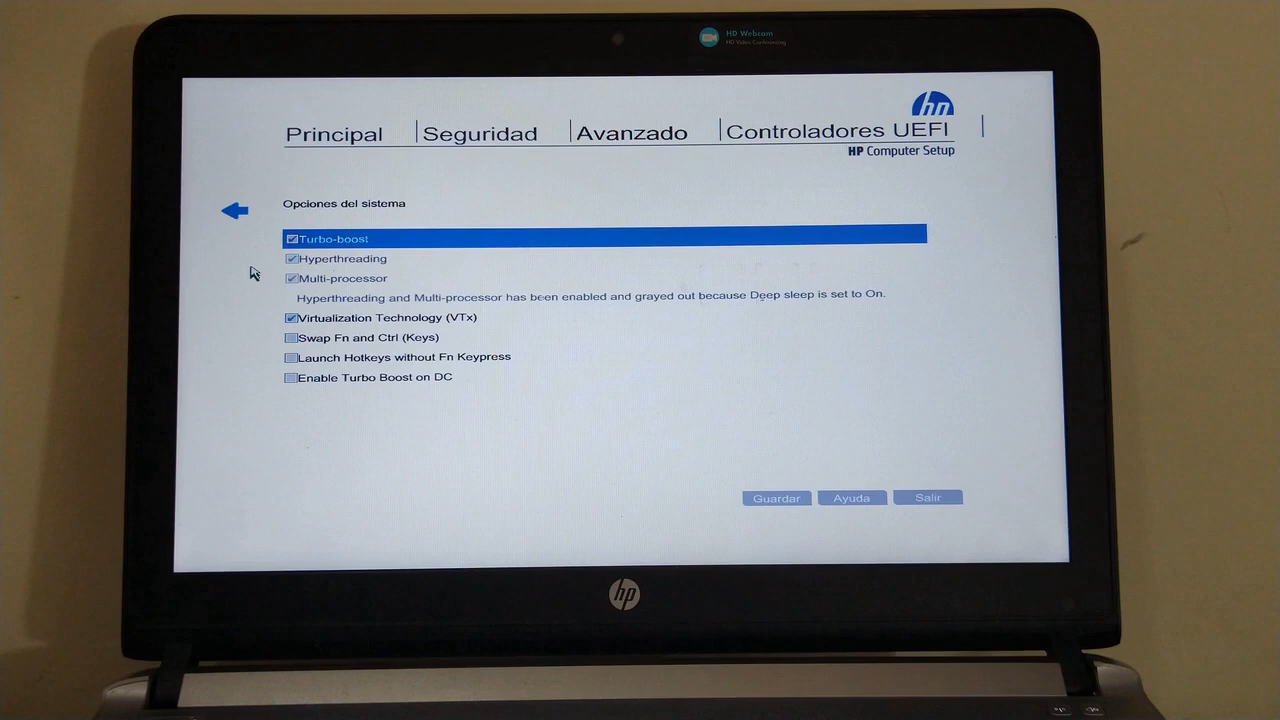 HD Webcam
HD Video Conferencing
hp
Principal
Seguridad
Avanzado
Controladores UEFI
HP Computer Setup
Opciones del sistema
Turbo-boost
Hyperthreading
Multi-processor
Hyperthreading and Multi-processor has been enabled and grayed out because Deep sleep is set to On.
Virtualization Technology (VTx)
Swap Fn and Ctrl (Keys)
Launch Hotkeys without Fn Keypress
Enable Turbo Boost on DC
Guardar
Ayuda
Salir
hp